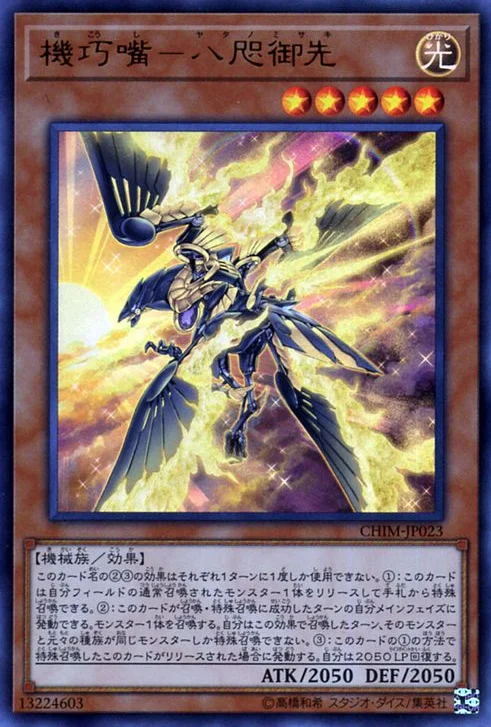 機巧嘴－八咫御先
光
CHIM-JP023
【機械族／効果】
このカード名の②③の効果はそれぞれ1ターンに1度しか使用できない。①：このカード
は自分フィールドの通常召喚されたモンスター1体をリリースして手札から特殊
召喚できる。②：このカードが召喚・特殊召喚に成功したターンの自分メインフェイズに
発動できる。モンスター1体を召喚する。自分はこの効果で召喚したターン、そのモンスター
と元々の種族が同じモンスターしか特殊召喚できない。③：このカードの①の方法で
特殊召喚したこのカードがリリースされた場合に発動する。自分は2050LP回復する。
ATK/2050 DEF/2050
13224603
©高橋和希 スタジオ・ダイス/集英社